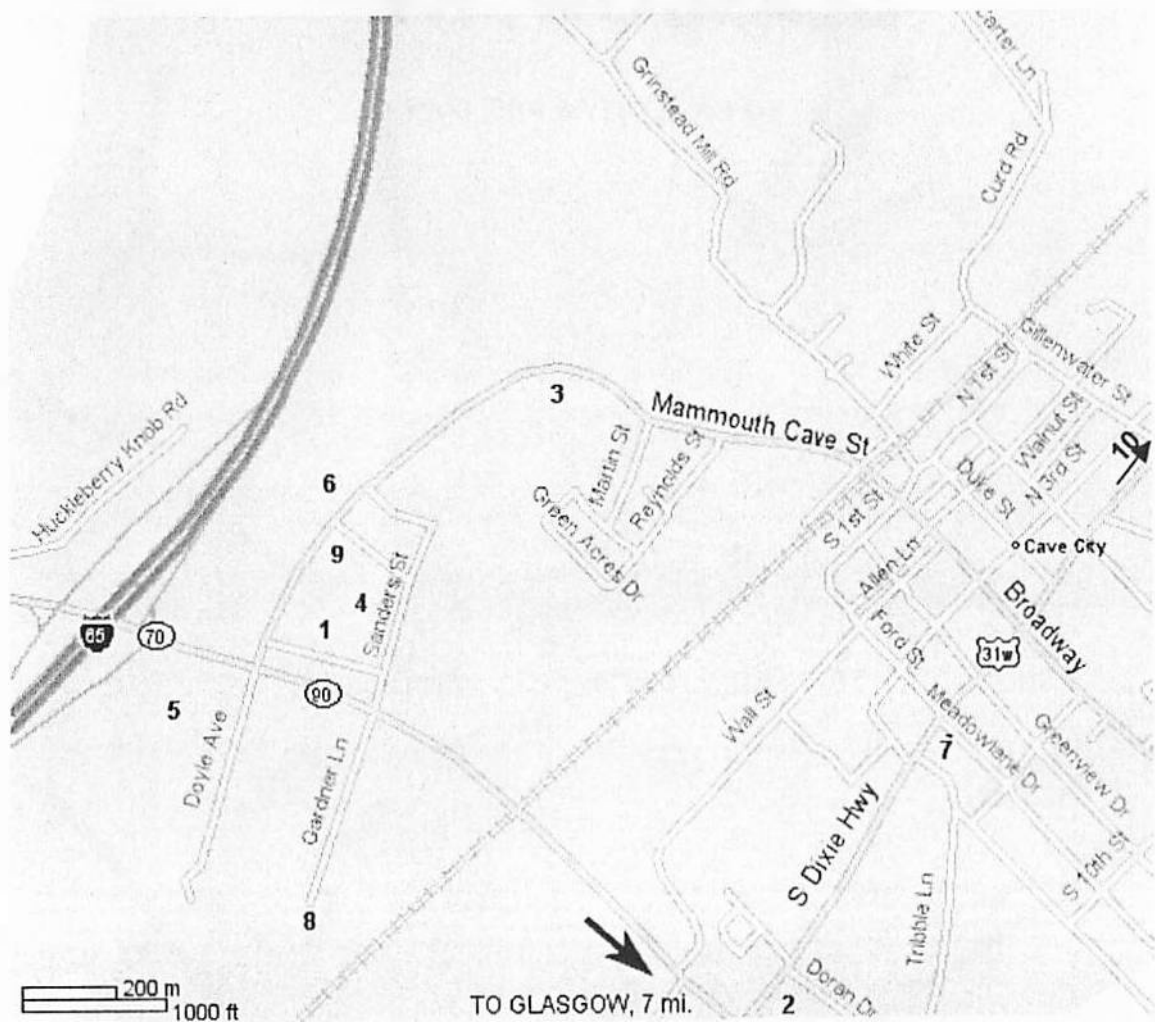 Carter Ln
Grinstead Mill Rd
Curd Rd
White St
Gillenwater St
N 1st St
Walnut St
N 3rd St
10
3
Mammouth Cave St
Huckleberry Knob Rd
6
Martin St
Reynolds St
Duke St
Green Acres Dr
S 1st St
Allen Ln
Cave City
9
4
Sanders St
1
65
70
Broadway
Ford St
31W
90
5
Doyle Ave
Gardner Ln
Wall St
Meadowlane Dr
Greenview Dr
7
S Dixie Hwy
S 10th St
Tribble Ln
8
Doran Dr
2
200 m
1000 ft
TO GLASGOW, 7 mi.